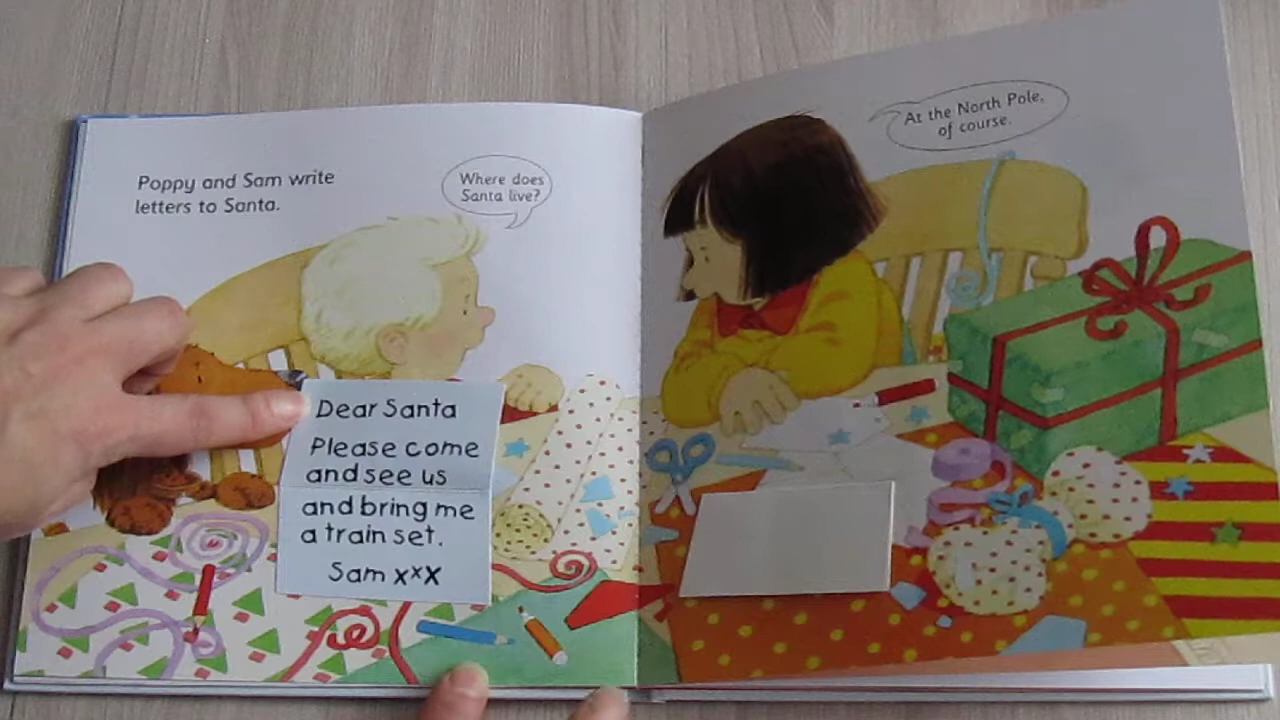 Poppy and Sam write
letters to Santa.
Where does
Santa live?
Dear Santa
Please come
and see us
and bring me
a train set.
Sam xxx
At the North Pole,
of course.